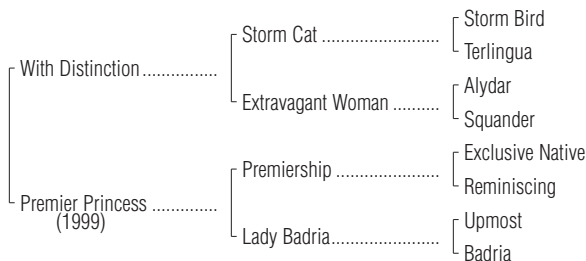 Storm Bird
Storm Cat ......................
Terlingua
With Distinction ..............
Alydar
Extravagant Woman .........
Squander
Exclusive Native
Premiership ....................
Reminiscing
Premier Princess ............
(1999)
Upmost
Lady Badria.....................
Badria